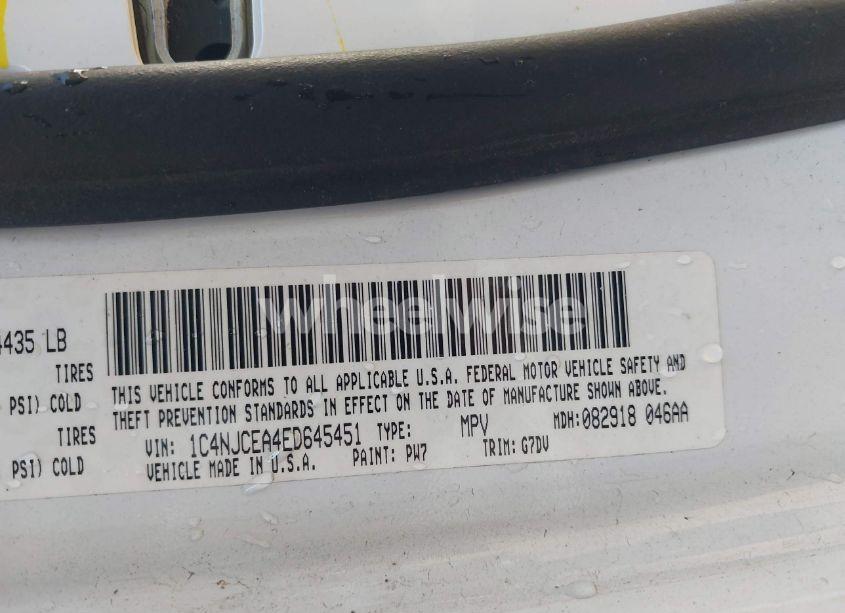 wheelwise
4435 LB
TIRES
PSI) COLD
TIRES
PSI) COLD
THIS VEHICLE CONFORMS TO ALL APPLICABLE U.S.A. FEDERAL MOTOR VEHICLE SAFETY AND
THEFT PREVENTION STANDARDS IN EFFECT ON THE DATE OF MANUFACTURE SHOWN ABOVE.
VIN: 1C4NJCEA4ED645451 TYPE: MPV MDH:082918 046AA
VEHICLE MADE IN U.S.A. PAINT: PW7 TRIM: G7DV